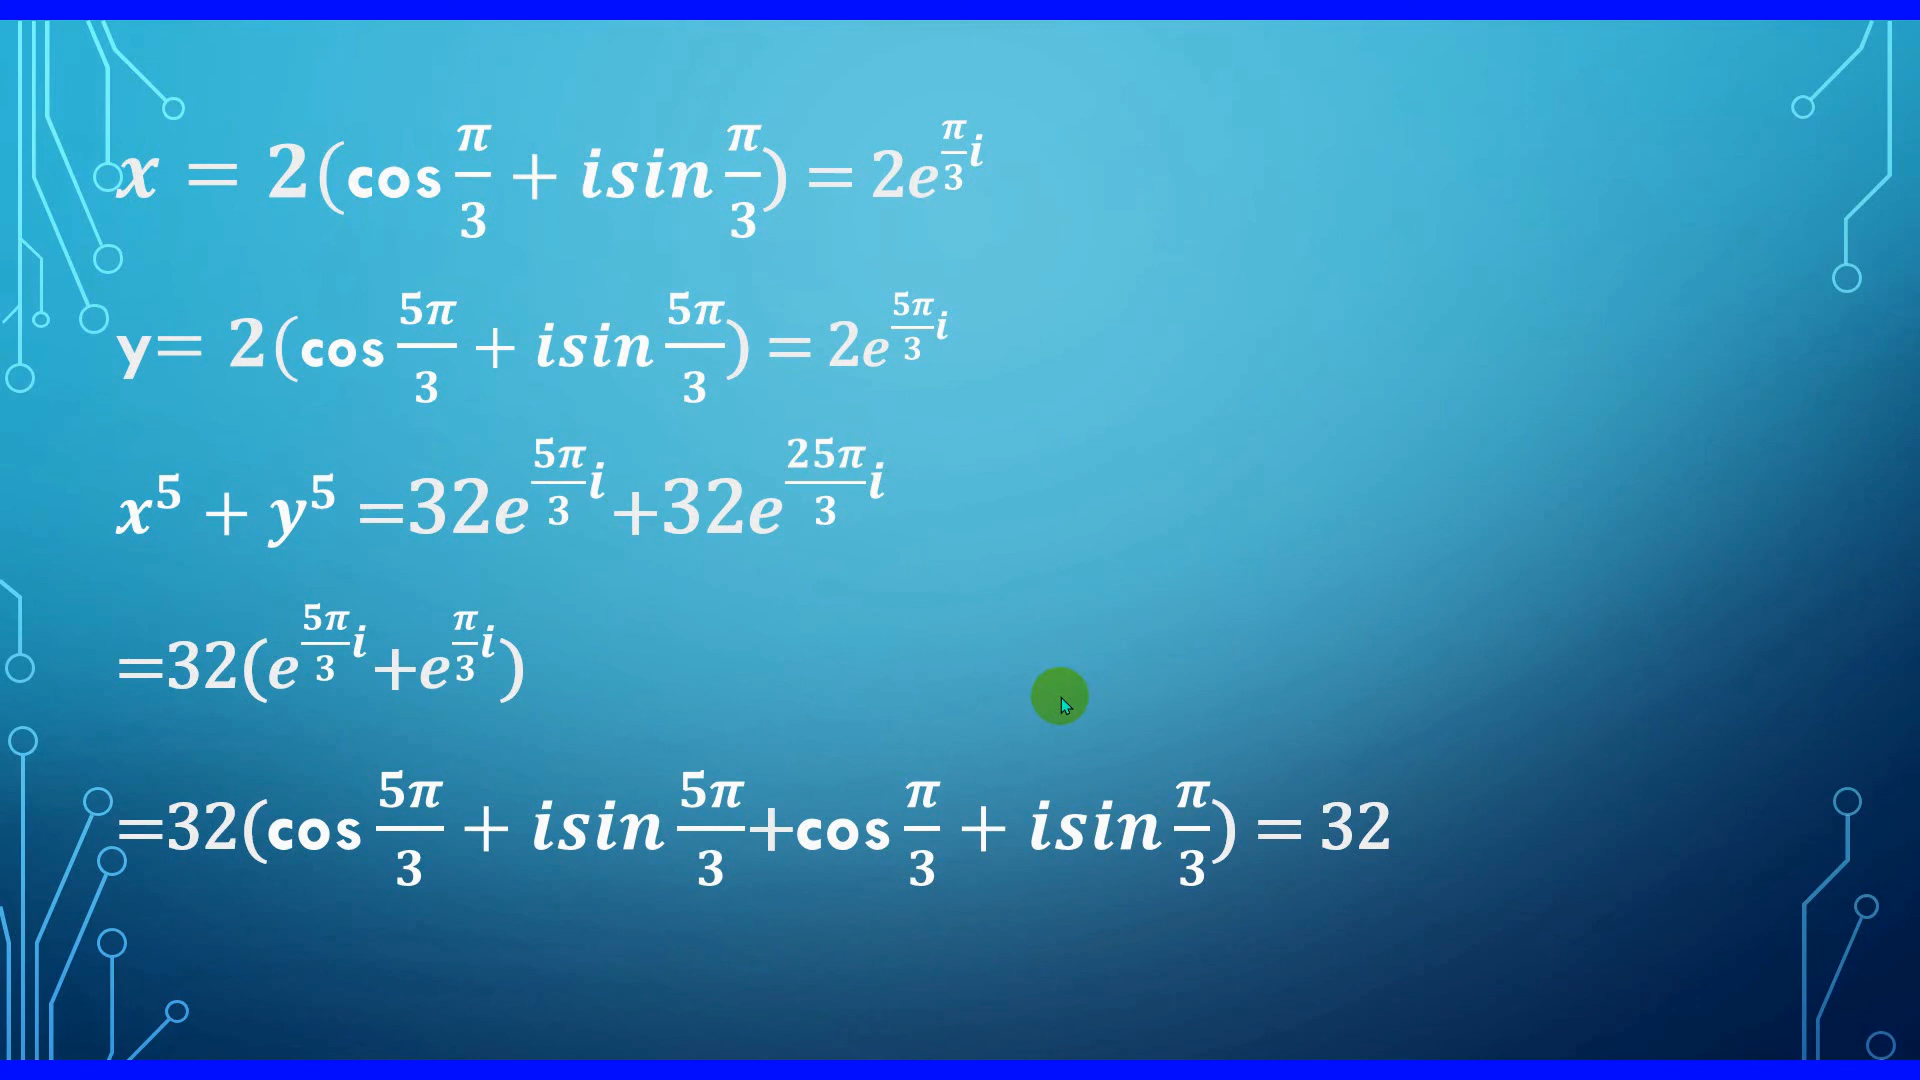 x = 2(cos π/3 + isin π/3) = 2e^(π/3 i)
y= 2(cos 5π/3 + isin 5π/3) = 2e^(5π/3 i)
x⁵ + y⁵ =32e^(5π/3 i)+32e^(25π/3 i)
=32(e^(5π/3 i)+e^(π/3 i))
=32(cos 5π/3 + isin 5π/3+cos π/3 + isin π/3) = 32